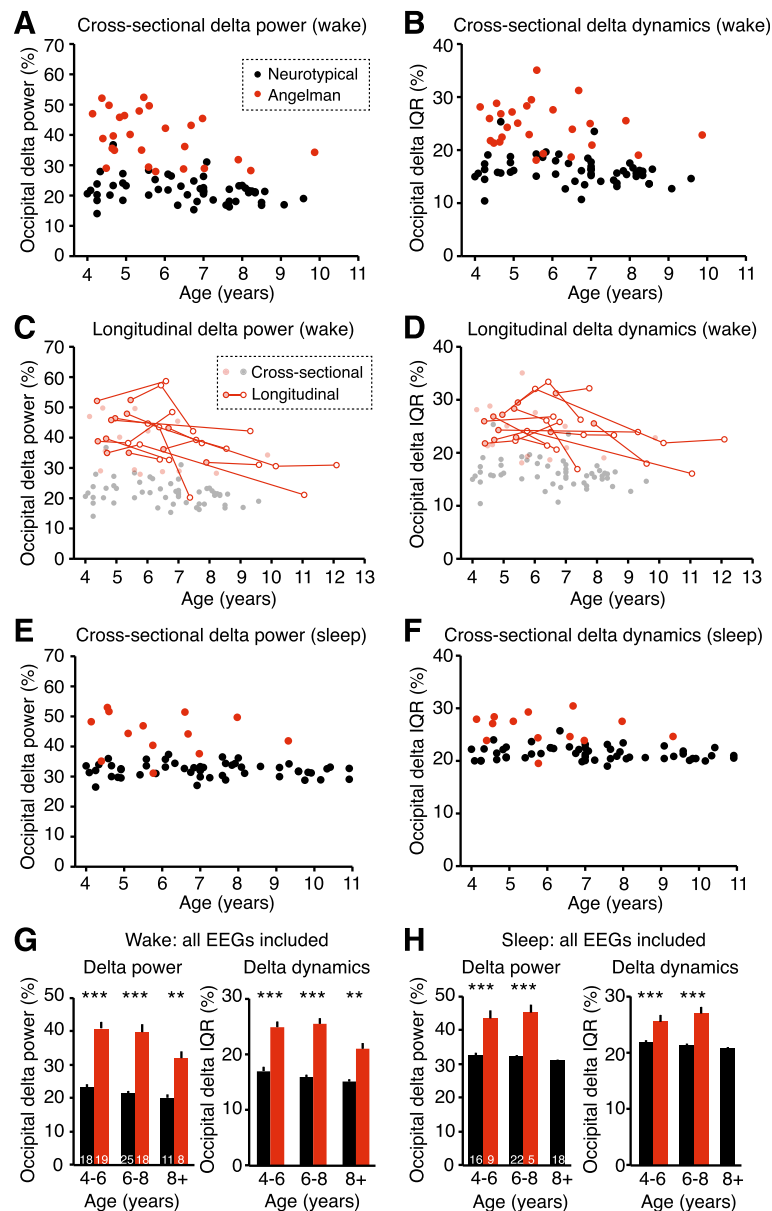 A Cross-sectional delta power (wake)
Occipital delta power (%)
70
60
50
40
30
20
10
0
Neurotypical
Angelman
4 5 6 7 8 9 10 11
Age (years)
B Cross-sectional delta dynamics (wake)
Occipital delta IQR (%)
40
30
20
10
0
4 5 6 7 8 9 10 11
Age (years)
C Longitudinal delta power (wake)
Occipital delta power (%)
70
60
50
40
30
20
10
0
Cross-sectional
Longitudinal
4 5 6 7 8 9 10 11 12 13
Age (years)
D Longitudinal delta dynamics (wake)
Occipital delta IQR (%)
40
30
20
10
0
4 5 6 7 8 9 10 11 12 13
Age (years)
E Cross-sectional delta power (sleep)
Occipital delta power (%)
70
60
50
40
30
20
10
0
4 5 6 7 8 9 10 11
Age (years)
F Cross-sectional delta dynamics (sleep)
Occipital delta IQR (%)
40
30
20
10
0
4 5 6 7 8 9 10 11
Age (years)
G Wake: all EEGs included
Delta power
Occipital delta power (%)
50
40
30
20
10
0
*** *** **
18 19 25 18 11 8
4-6 6-8 8+
Age (years)
Delta dynamics
Occipital delta IQR (%)
30
20
10
0
*** *** **
4-6 6-8 8+
Age (years)
H Sleep: all EEGs included
Delta power
Occipital delta power (%)
50
40
30
20
10
0
*** ***
16 9 22 5 18
4-6 6-8 8+
Age (years)
Delta dynamics
Occipital delta IQR (%)
30
20
10
0
*** ***
4-6 6-8 8+
Age (years)